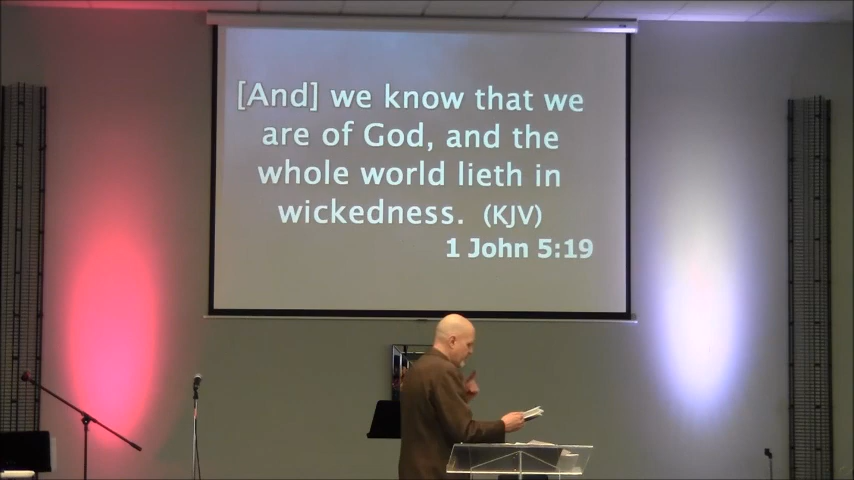 [And] we know that we
are of God, and the
whole world lieth in
wickedness. (KJV)
1 John 5:19